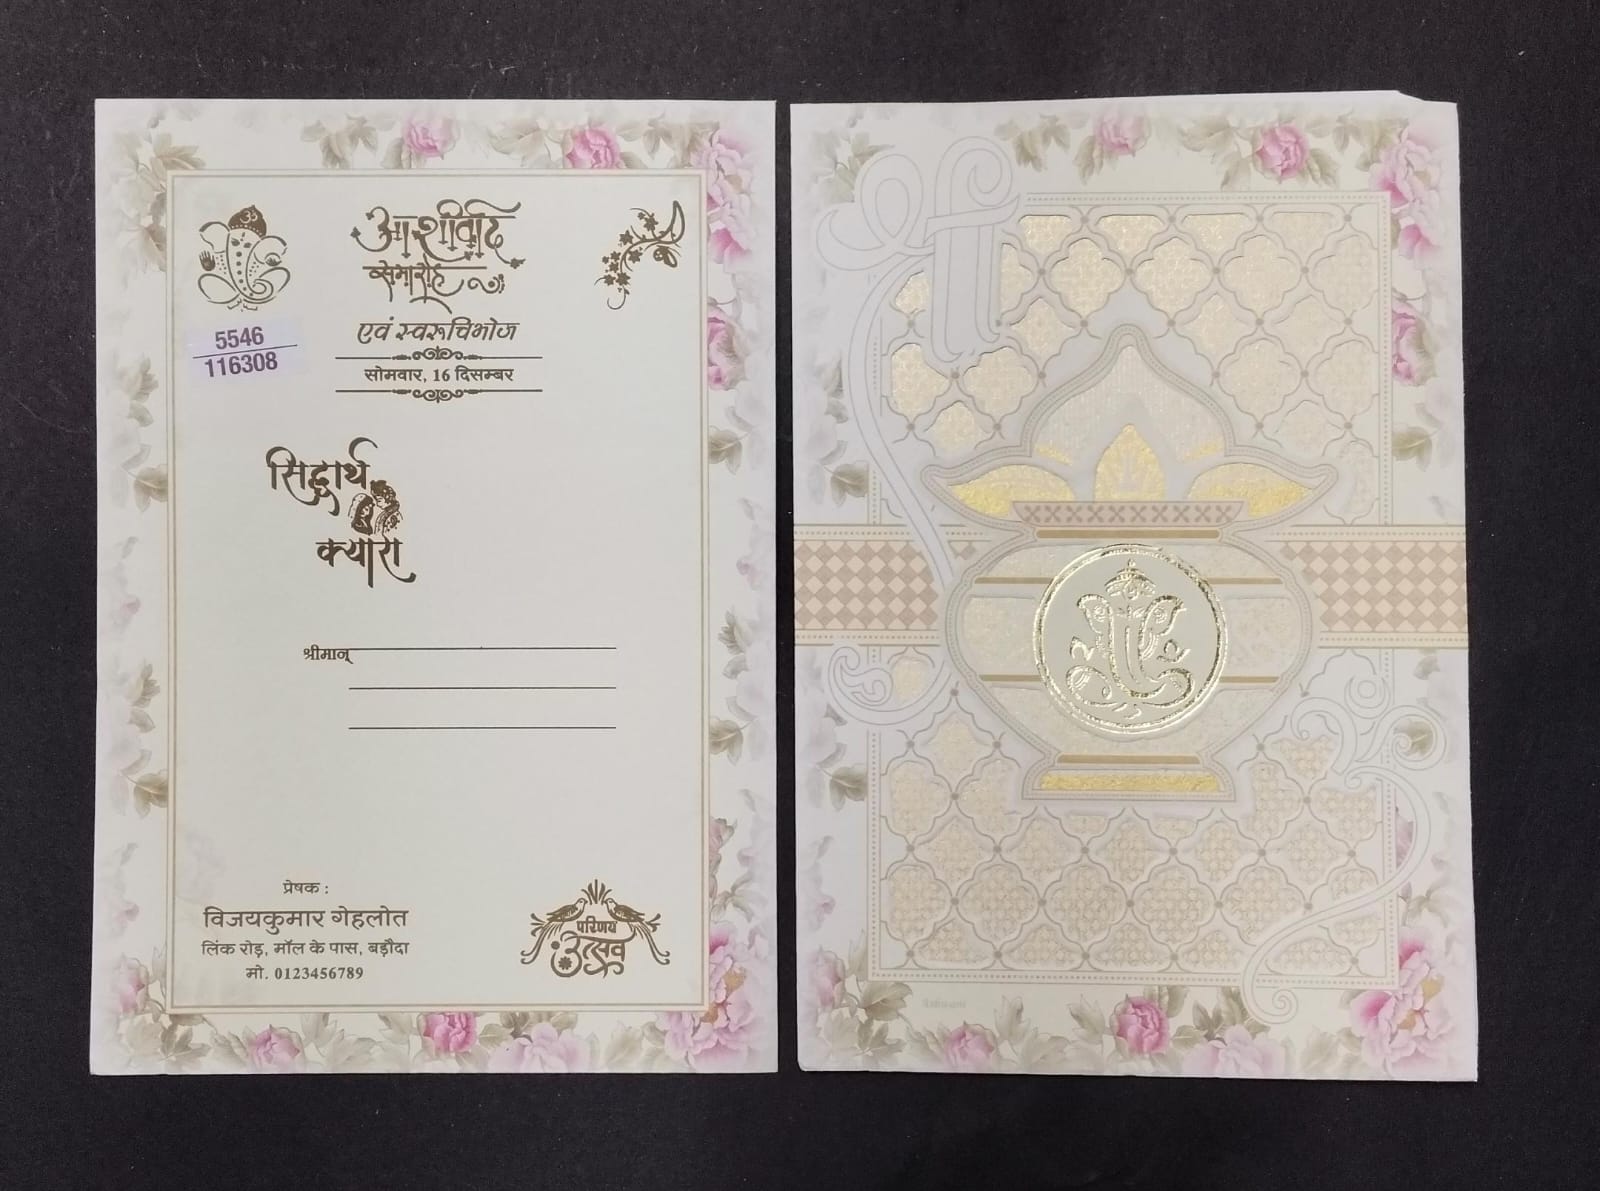 आशीर्वाद
समारोह
एवं स्वरूचिभोज
सोमवार, 16 दिसम्बर
5546
116308
सिद्धार्थ
क्यारा
श्रीमान्
प्रेषक :
विजयकुमार गेहलोत
लिंक रोड़, मॉल के पास, बड़ौदा
मो. 0123456789
परिणय
उत्सव
श्री